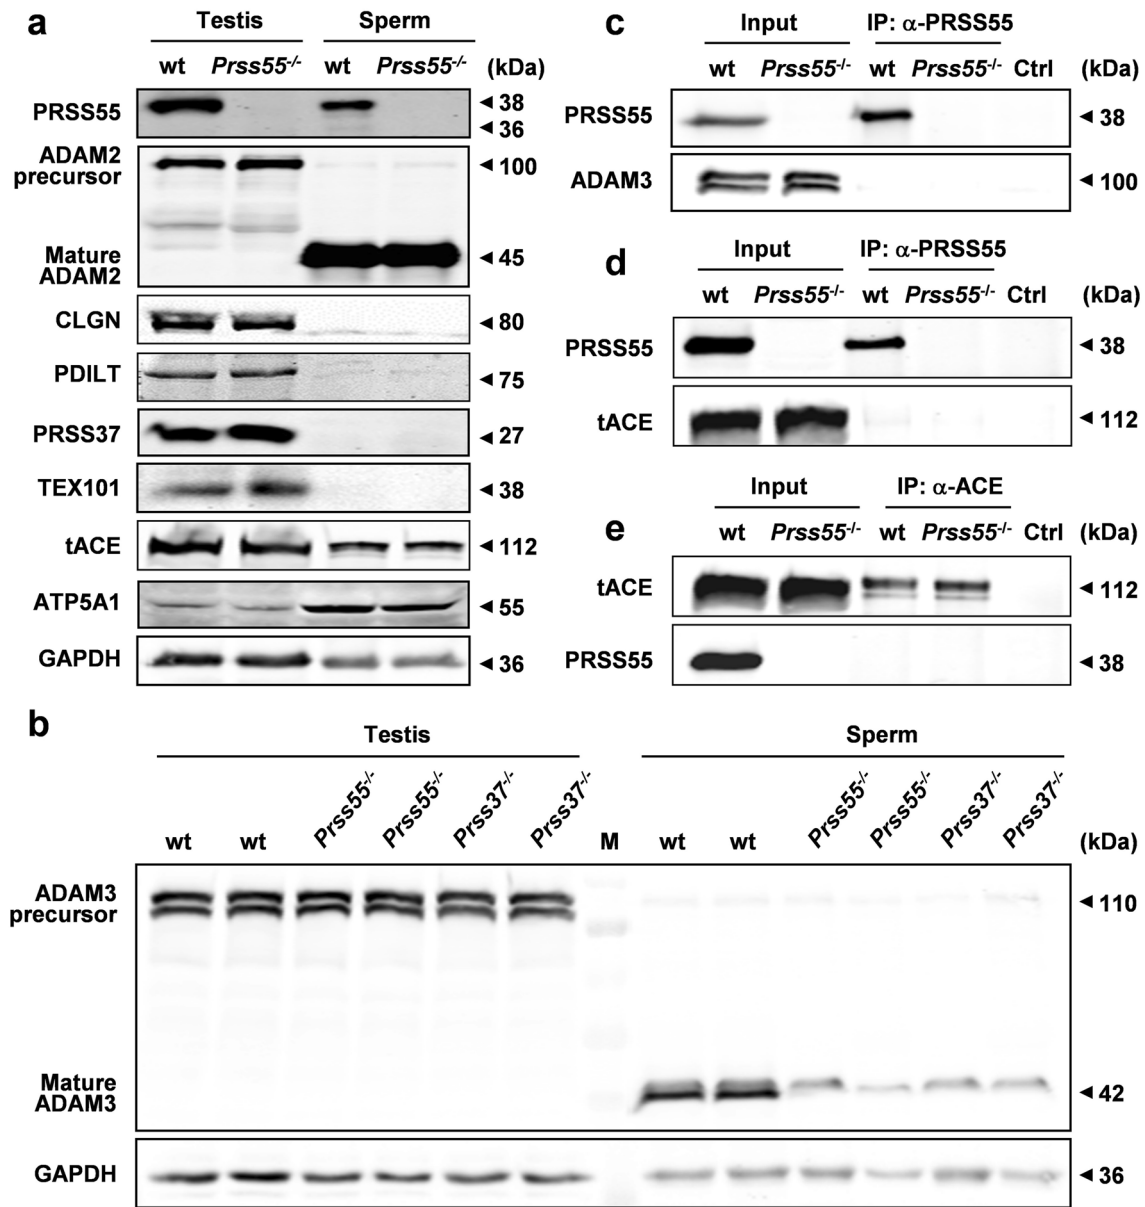 a
Testis Sperm
wt Prss55-/- wt Prss55-/- (kDa)
PRSS55
◄ 38
◄ 36
ADAM2
precursor
◄ 100
Mature
ADAM2
◄ 45
CLGN ◄ 80
PDILT ◄ 75
PRSS37 ◄ 27
TEX101 ◄ 38
tACE ◄ 112
ATP5A1 ◄ 55
GAPDH ◄ 36
c
Input IP: α-PRSS55
wt Prss55-/- wt Prss55-/- Ctrl (kDa)
PRSS55 ◄ 38
ADAM3 ◄ 100
d
Input IP: α-PRSS55
wt Prss55-/- wt Prss55-/- Ctrl (kDa)
PRSS55 ◄ 38
tACE ◄ 112
e
Input IP: α-ACE
wt Prss55-/- wt Prss55-/- Ctrl (kDa)
tACE ◄ 112
PRSS55 ◄ 38
b
Testis Sperm
wt wt Prss55-/- Prss55-/- Prss37-/- Prss37-/- M wt wt Prss55-/- Prss55-/- Prss37-/- Prss37-/- (kDa)
ADAM3
precursor
◄ 110
Mature
ADAM3
◄ 42
GAPDH ◄ 36